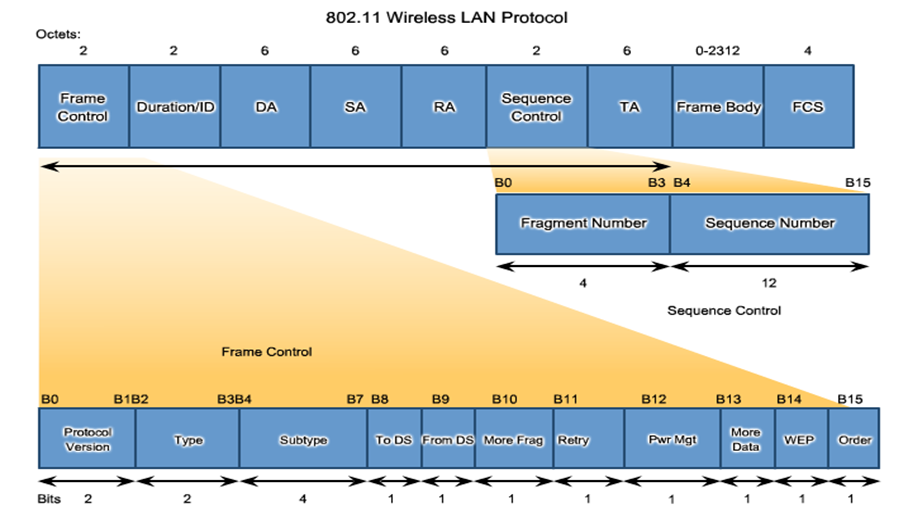 802.11 Wireless LAN Protocol
Octets:
2 2 6 6 6 2 6 0-2312 4
Frame Control Duration/ID DA SA RA Sequence Control TA Frame Body FCS
B0 B3 B4 B15
Fragment Number Sequence Number
4 12
Sequence Control
Frame Control
B0 B1 B2 B3 B4 B7 B8 B9 B10 B11 B12 B13 B14 B15
Protocol Version Type Subtype To DS From DS More Frag Retry Pwr Mgt More Data WEP Order
Bits 2 2 4 1 1 1 1 1 1 1 1